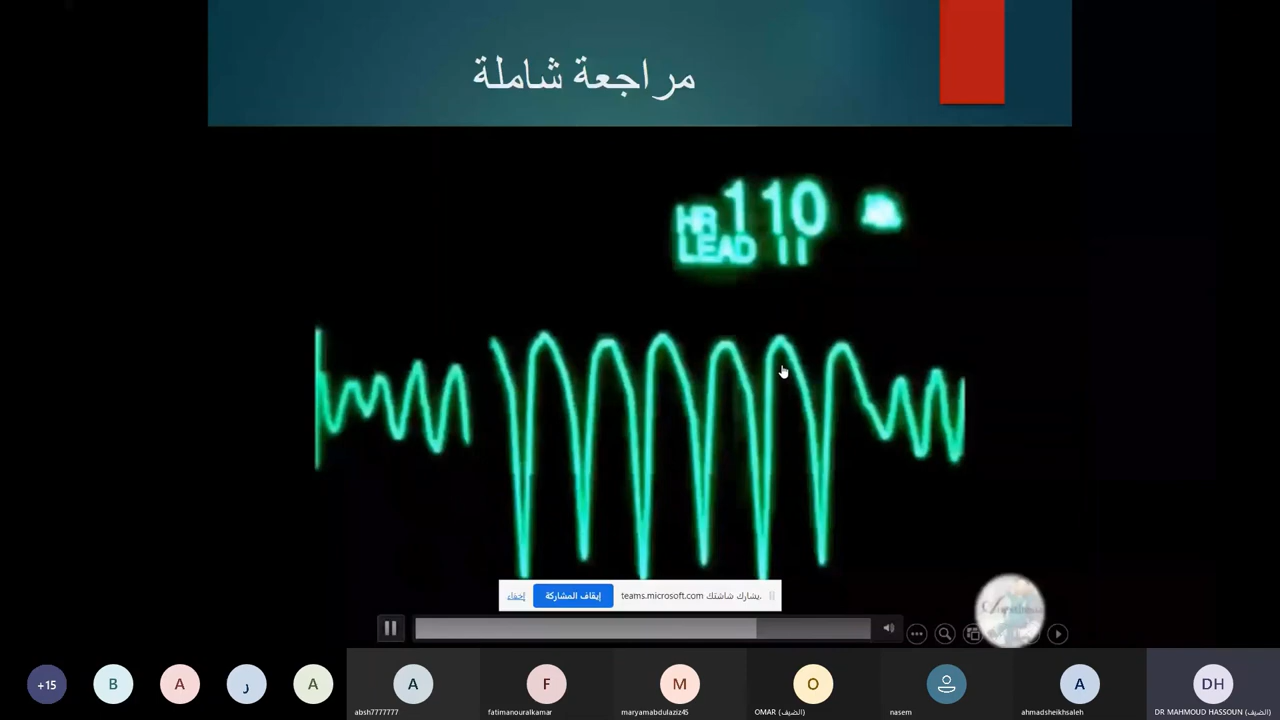 مراجعة شاملة
HR 110
LEAD II
إخفاء
إيقاف المشاركة
teams.microsoft.com يشارك شاشتك.
+15
B
A
ر
A
A
F
M
O
A
DH
absh7777777
fatimanouralkamar
maryamabdulaziz45
OMAR (الضيف)
nasem
ahmadsheikhsaleh
DR MAHMOUD HASSOUN (الضيف)